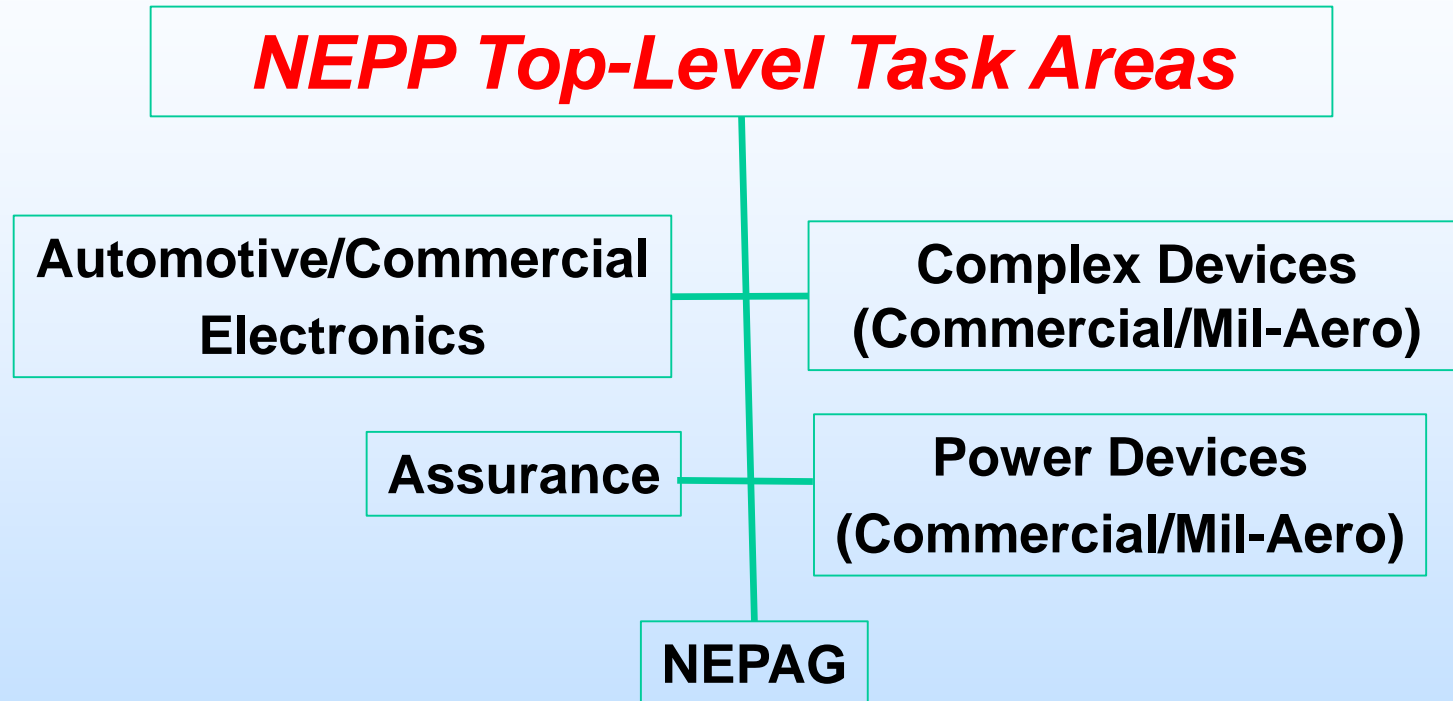 NEPP Top-Level Task Areas
Automotive/Commercial
Electronics
Complex Devices
(Commercial/Mil-Aero)
Assurance
Power Devices
(Commercial/Mil-Aero)
NEPAG